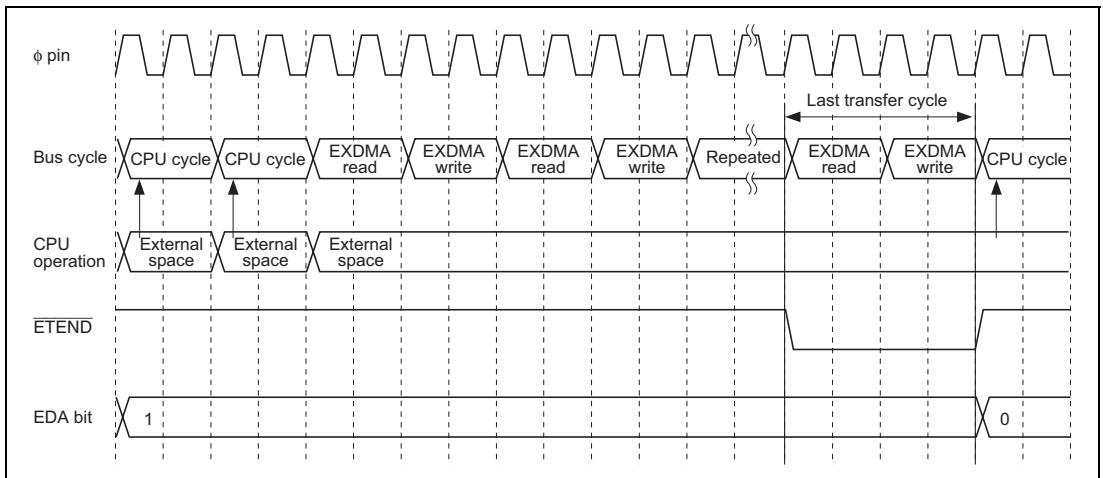 φ pin
Last transfer cycle
Bus cycle
CPU cycle
CPU cycle
EXDMA
read
EXDMA
write
EXDMA
read
EXDMA
write
Repeated
EXDMA
read
EXDMA
write
CPU cycle
CPU
operation
External
space
External
space
External
space
ETEND
EDA bit
1
0